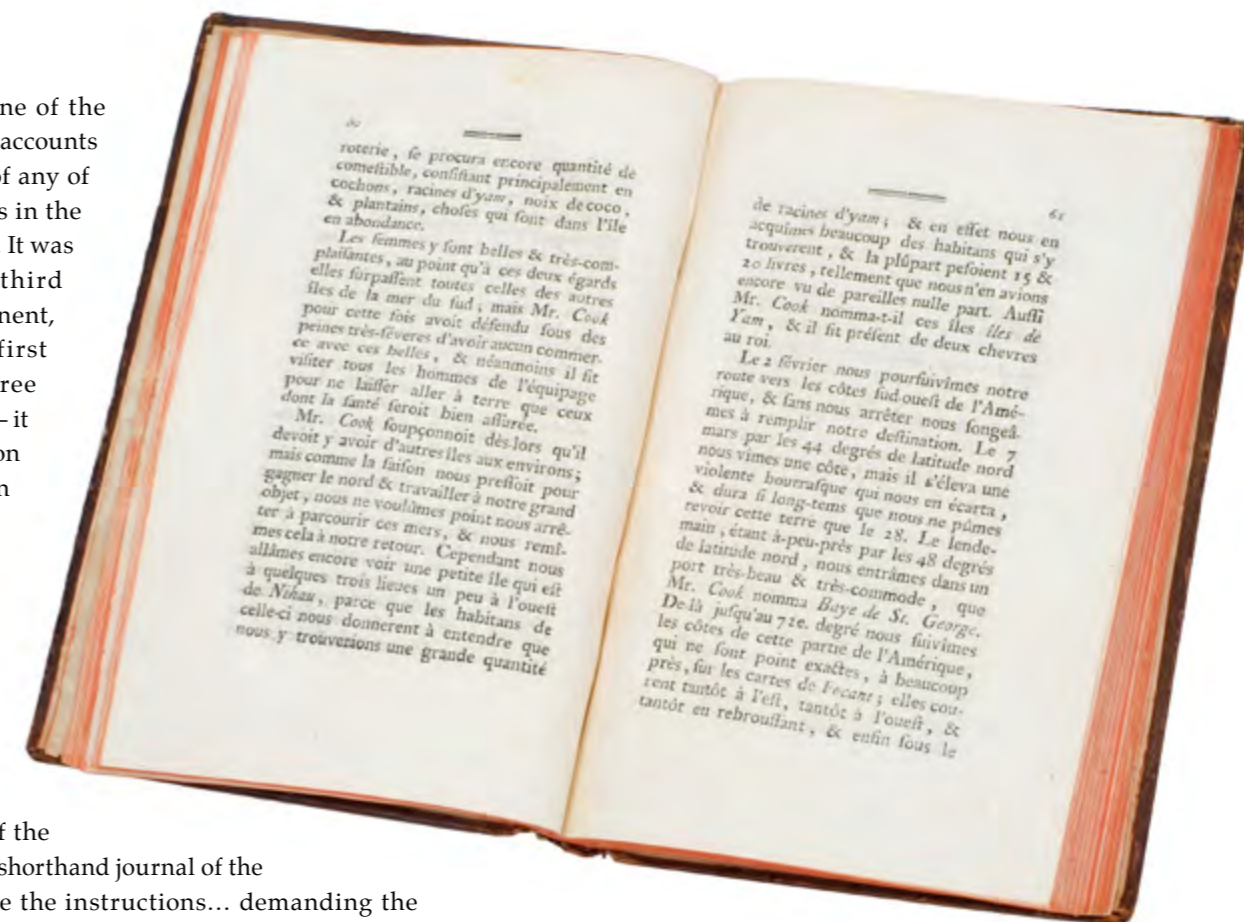 ne of the
accounts
of any of
s in the
It was
third
nent,
first
ree
– it
on
n
roterie, ſe procura encore quantité de
comeſtible, conſiſtant principalement en
cochons, racines d'yam, noix de coco,
& plantains, choſes qui ſont dans l'île
en abondance.
Les femmes y ſont belles & très-com-
plaiſantes, au point qu'à ces deux égards
elles ſurpaſſent toutes celles des autres
îles de la mer du ſud; mais Mr. Cook
pour cette fois avoit défendu ſous des
peines très-ſéveres d'avoir aucun commer-
ce avec ces belles, & néanmoins il fit
viſiter tous les hommes de l'équipage
pour ne laiſſer aller à terre que ceux
dont la ſanté ſeroit bien aſſurée.
Mr. Cook ſoupçonnoit dès-lors qu'il
devoit y avoir d'autres îles aux environs;
mais comme la ſaiſon nous preſſoit pour
gagner le nord & travailler à notre grand
objet, nous ne voulûmes point nous arrê-
ter à parcourir ces mers, & nous remî-
mes cela à notre retour. Cependant nous
allâmes encore voir une petite île qui eſt
à quelques trois lieues un peu à l'oueſt
de Nihau, parce que les habitans de
celle-ci nous donnerent à entendre que
nous y trouverions une grande quantité
61
de racines d'yam; & en effet nous en
acquîmes beaucoup des habitans qui s'y
trouverent, & la plûpart peſoient 15 &
20 livres, tellement que nous n'en avions
encore vu de pareilles nulle part. Auſſi
Mr. Cook nomma-t-il ces îles îles de
Yam, & il fit préſent de deux chevres
au roi.
Le 2 février nous pourſuivîmes notre
route vers les côtes ſud-oueſt de l'Amé-
rique, & ſans nous arrêter nous ſongeâ-
mes à remplir notre deſtination. Le 7
mars par les 44 degrés de latitude nord
nous vîmes une côte, mais il s'éleva une
violente bourraſque qui nous en écarta,
& dura ſi long-tems que nous ne pûmes
revoir cette terre que le 28. Le lende-
main, étant à-peu-près par les 48 degrés
de latitude nord, nous entrâmes dans un
port très-beau & très-commode, que
Mr. Cook nomma Baye de St. George.
De-là juſqu'au 72e. degré nous ſuivîmes
les côtes de cette partie de l'Amérique,
qui ne ſont point exactes, à beaucoup
près, ſur les cartes de Focans; elles cou-
rent tantôt à l'eſt, tantôt à l'oueſt, &
tantôt en rebrouſſant, & enfin ſous le
f the
shorthand journal of the
e the instructions… demanding the